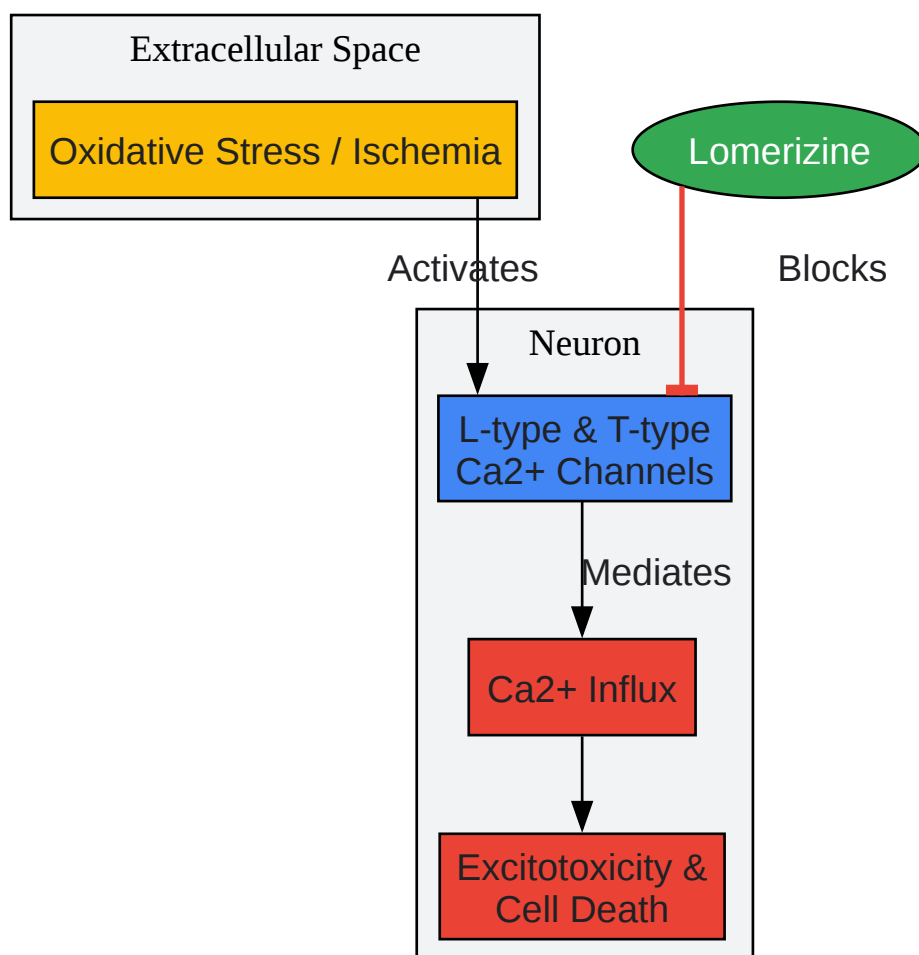 Extracellular Space
Oxidative Stress / Ischemia
Lomerizine
Activates
Blocks
Neuron
L-type & T-type
Ca2+ Channels
Mediates
Ca2+ Influx
Excitotoxicity &
Cell Death